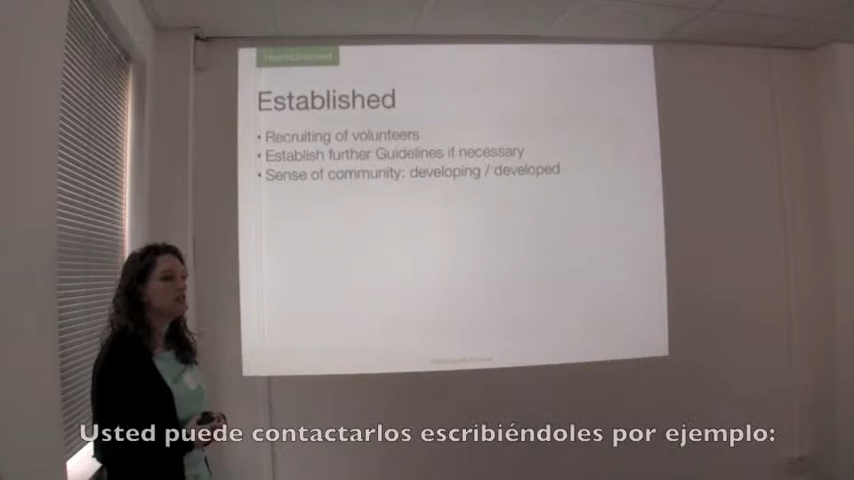 Established
• Recruiting of volunteers
• Establish further Guidelines if necessary
• Sense of community: developing / developed
Usted puede contactarlos escribiéndoles por ejemplo: